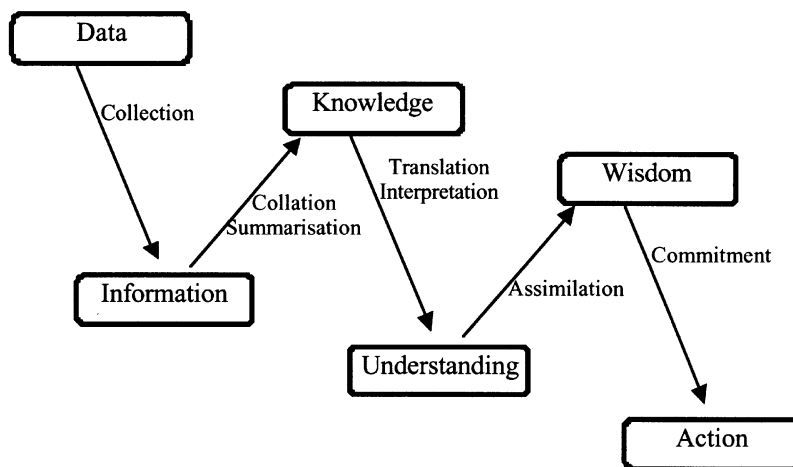 Data
Collection
Knowledge
Translation
Interpretation
Wisdom
Collation
Summarisation
Commitment
Information
Assimilation
Understanding
Action